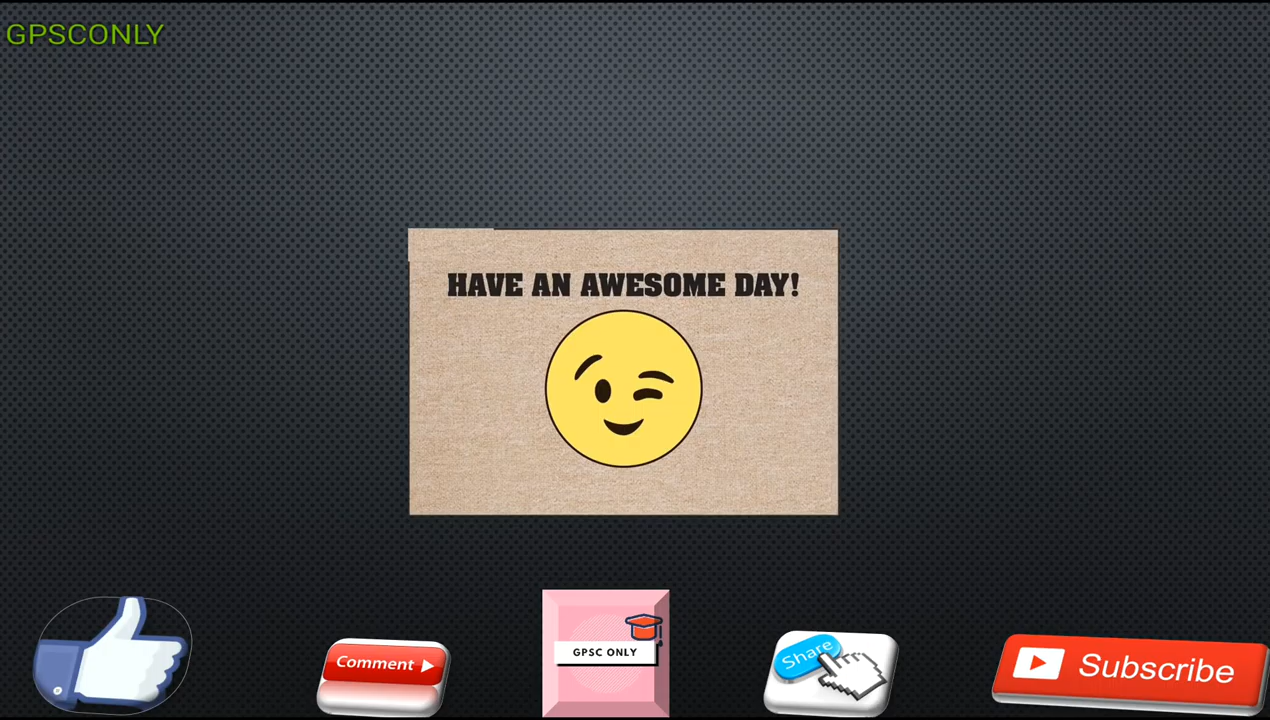 GPSCONLY
HAVE AN AWESOME DAY!
Comment
GPSC ONLY
Share
Subscribe